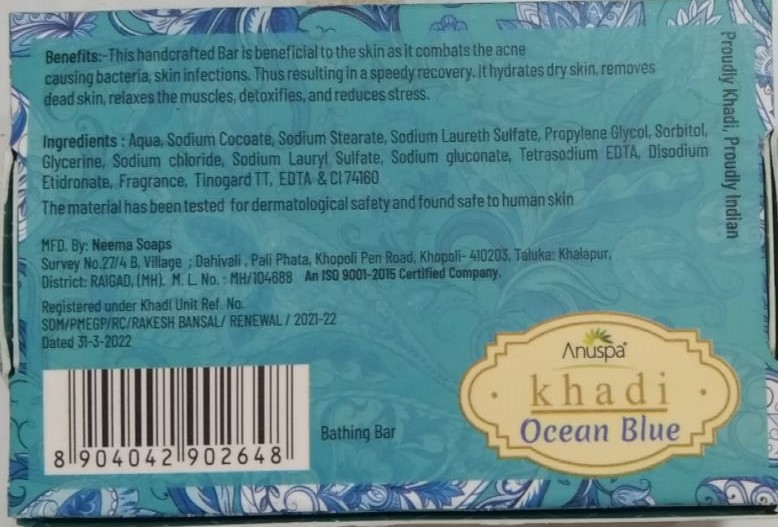 Benefits:-This handcrafted Bar is beneficial to the skin as it combats the acne
causing bacteria, skin infections. Thus resulting in a speedy recovery. It hydrates dry skin, removes
dead skin, relaxes the muscles, detoxifies, and reduces stress.
Ingredients : Aqua, Sodium Cocoate, Sodium Stearate, Sodium Laureth Sulfate, Propylene Glycol, Sorbitol,
Glycerine, Sodium chloride, Sodium Lauryl Sulfate, Sodium gluconate, Tetrasodium EDTA, Disodium
Etidronate, Fragrance, Tinogard TT, EDTA & CI 74160
The material has been tested for dermatological safety and found safe to human skin
MFD. By: Neema Soaps
Survey No.27/4 B, Village ; Dahivali , Pali Phata, Khopoli Pen Road, Khopoli- 410203. Taluka: Khalapur,
District: RAIGAD, (MH). M. L. No. : MH/104688 An ISO 9001-2015 Certified Company.
Registered under Khadi Unit Ref. No.
SDM/PMEGP/RC/RAKESH BANSAL/ RENEWAL / 2021-22
Dated 31-3-2022
8 904042 902648
Bathing Bar
Anuspa
khadi
Ocean Blue
Proudly Khadi, Proudly Indian